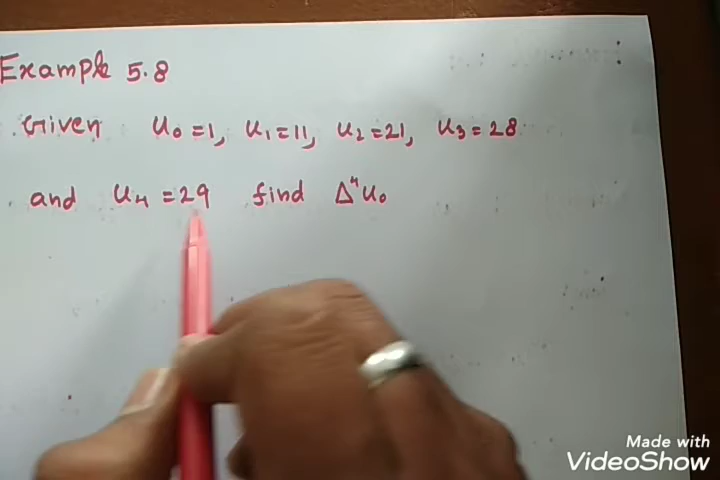 Example 5.8
Given u₀ = 1, u₁ = 11, u₂ = 21, u₃ = 28
and u₄ = 29 find Δ⁴u₀
Made with
VideoShow